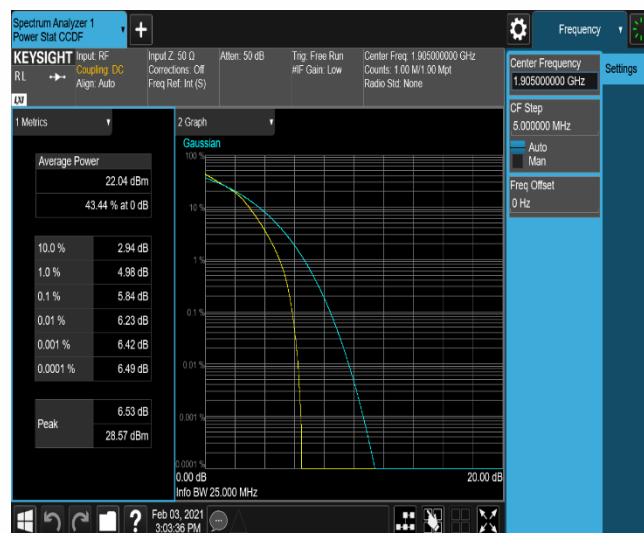 Spectrum Analyzer 1
Power Stat CCDF
+
Frequency
KEYSIGHT
RL
LXI
Input: RF
Coupling: DC
Align: Auto
Input Z: 50 Ω
Corrections: Off
Freq Ref: Int (S)
Atten: 50 dB
Trig: Free Run
#IF Gain: Low
Center Freq: 1.905000000 GHz
Counts: 1.00 M/1.00 Mpt
Radio Std: None
Center Frequency
1.905000000 GHz
Settings
CF Step
5.000000 MHz
Auto
Man
Freq Offset
0 Hz
1 Metrics
Average Power
22.04 dBm
43.44 % at 0 dB
10.0 % 2.94 dB
1.0 % 4.98 dB
0.1 % 5.84 dB
0.01 % 6.23 dB
0.001 % 6.42 dB
0.0001 % 6.49 dB
Peak
6.53 dB
28.57 dBm
2 Graph
Gaussian
100 %
10 %
1 %
0.1 %
0.01 %
0.001 %
0.0001 %
0.00 dB 20.00 dB
Info BW 25.000 MHz
?
Feb 03, 2021
3:03:36 PM